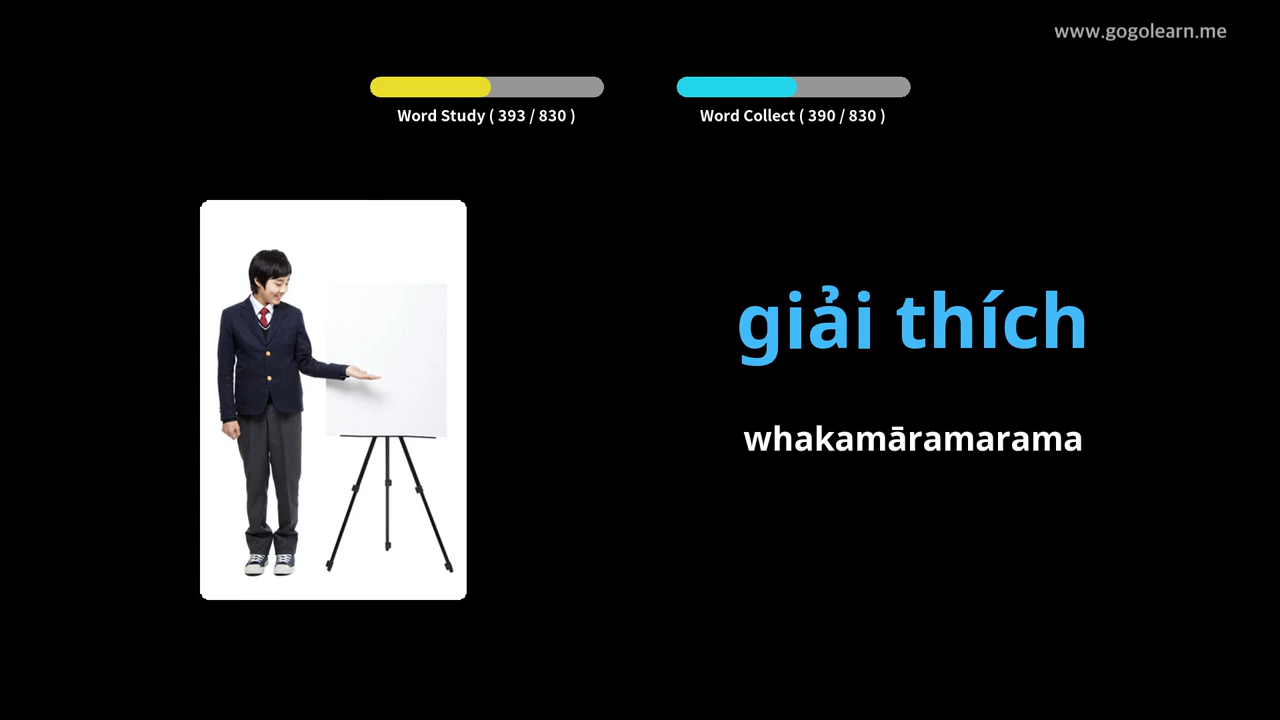 www.gogolearn.me
Word Study ( 393 / 830 )
Word Collect ( 390 / 830 )
giải thích
whakamāramarama